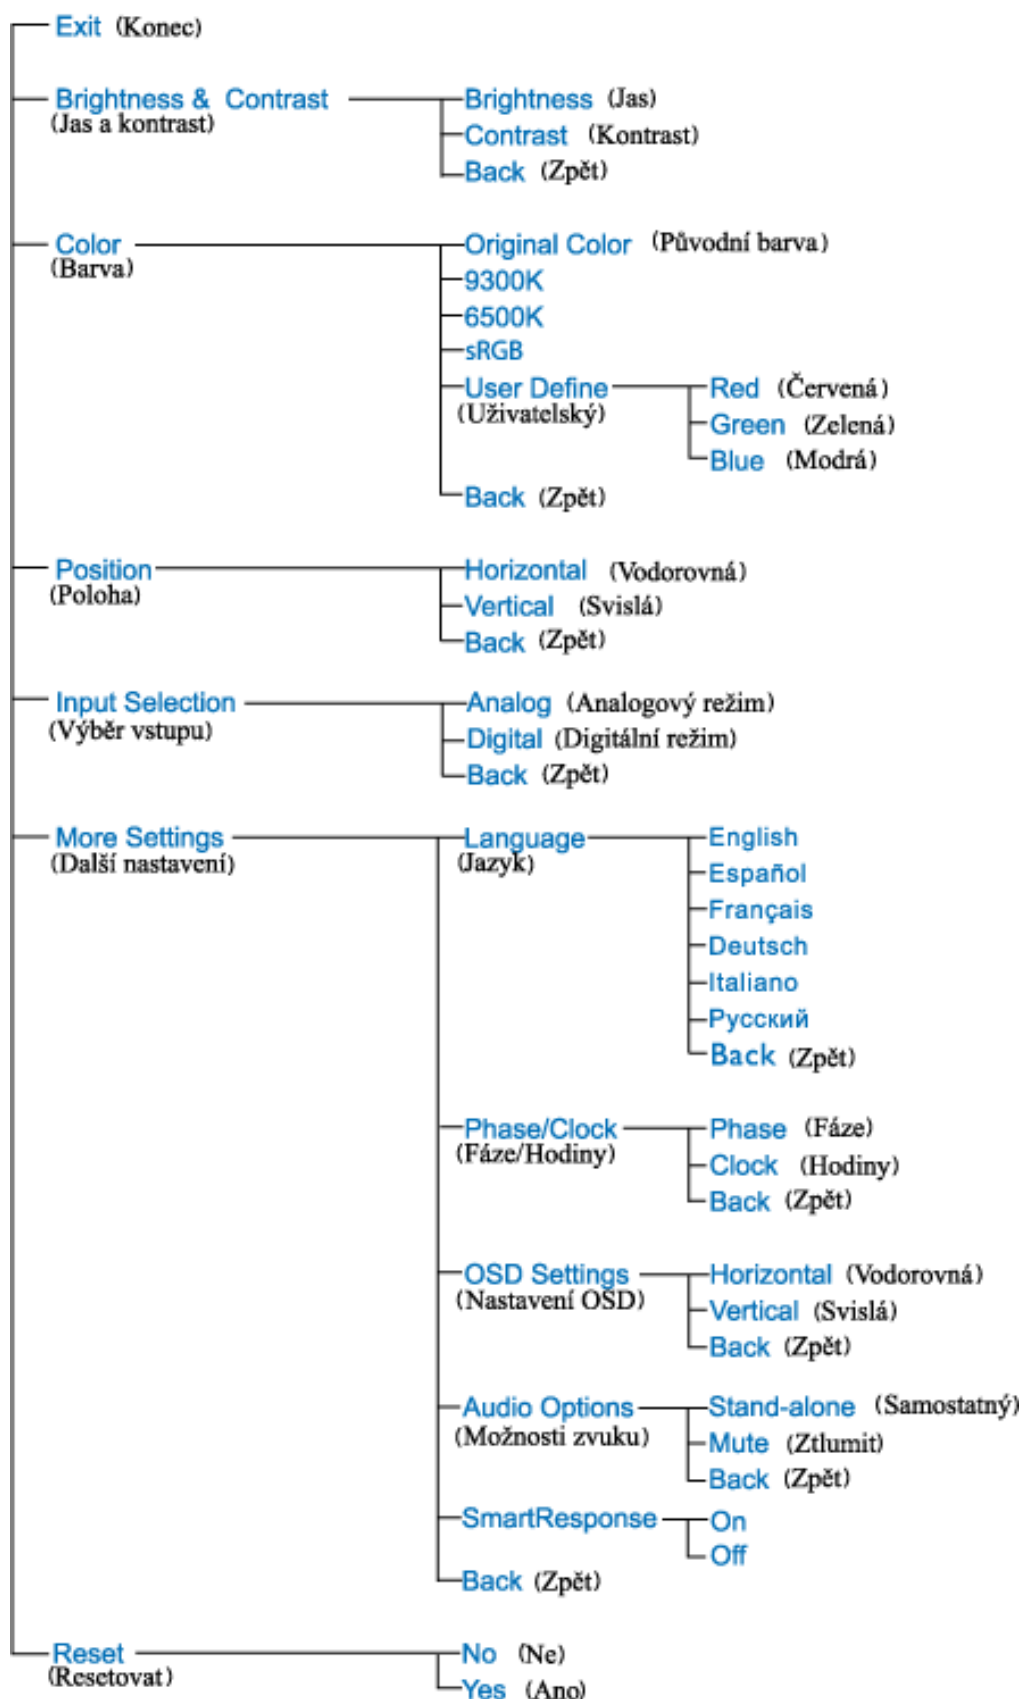 Exit (Konec)
Brightness & Contrast
(Jas a kontrast)
Brightness (Jas)
Contrast (Kontrast)
Back (Zpět)
Color
(Barva)
Original Color (Původní barva)
9300K
6500K
sRGB
User Define
(Uživatelský)
Red (Červená)
Green (Zelená)
Blue (Modrá)
Back (Zpět)
Position
(Poloha)
Horizontal (Vodorovná)
Vertical (Svislá)
Back (Zpět)
Input Selection
(Výběr vstupu)
Analog (Analogový režim)
Digital (Digitální režim)
Back (Zpět)
More Settings
(Další nastavení)
Language
(Jazyk)
English
Español
Français
Deutsch
Italiano
Русский
Back (Zpět)
Phase/Clock
(Fáze/Hodiny)
Phase (Fáze)
Clock (Hodiny)
Back (Zpět)
OSD Settings
(Nastavení OSD)
Horizontal (Vodorovná)
Vertical (Svislá)
Back (Zpět)
Audio Options
(Možnosti zvuku)
Stand-alone (Samostatný)
Mute (Ztlumit)
Back (Zpět)
SmartResponse
On
Off
Back (Zpět)
Reset
(Resetovat)
No (Ne)
Yes (Ano)